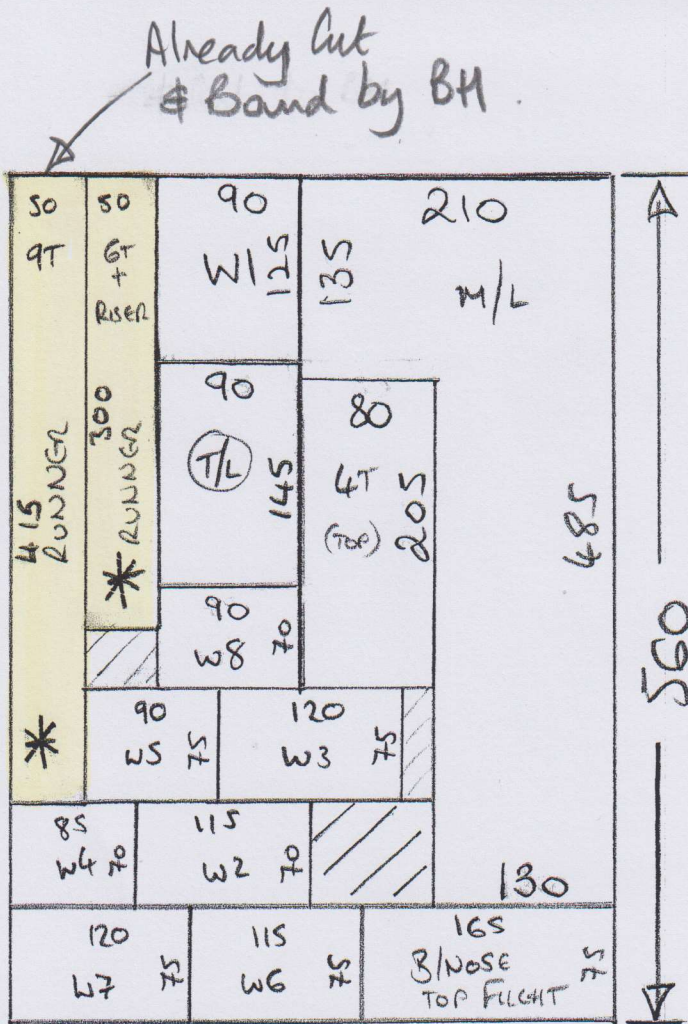 Already Cut
& Bound by BH.
50
9T
415
RUNNER
*
50
6T
+
RISER
300
RUNNER
*
90
W1
125
210
135
M/L
485
90
T/L
145
80
4T
(TOP)
205
90
W8
70
90
W5
75
120
W3
75
85
W4
70
115
W2
70
130
120
W7
75
115
W6
75
165
B/NOSE
TOP FLIGHT
75
560